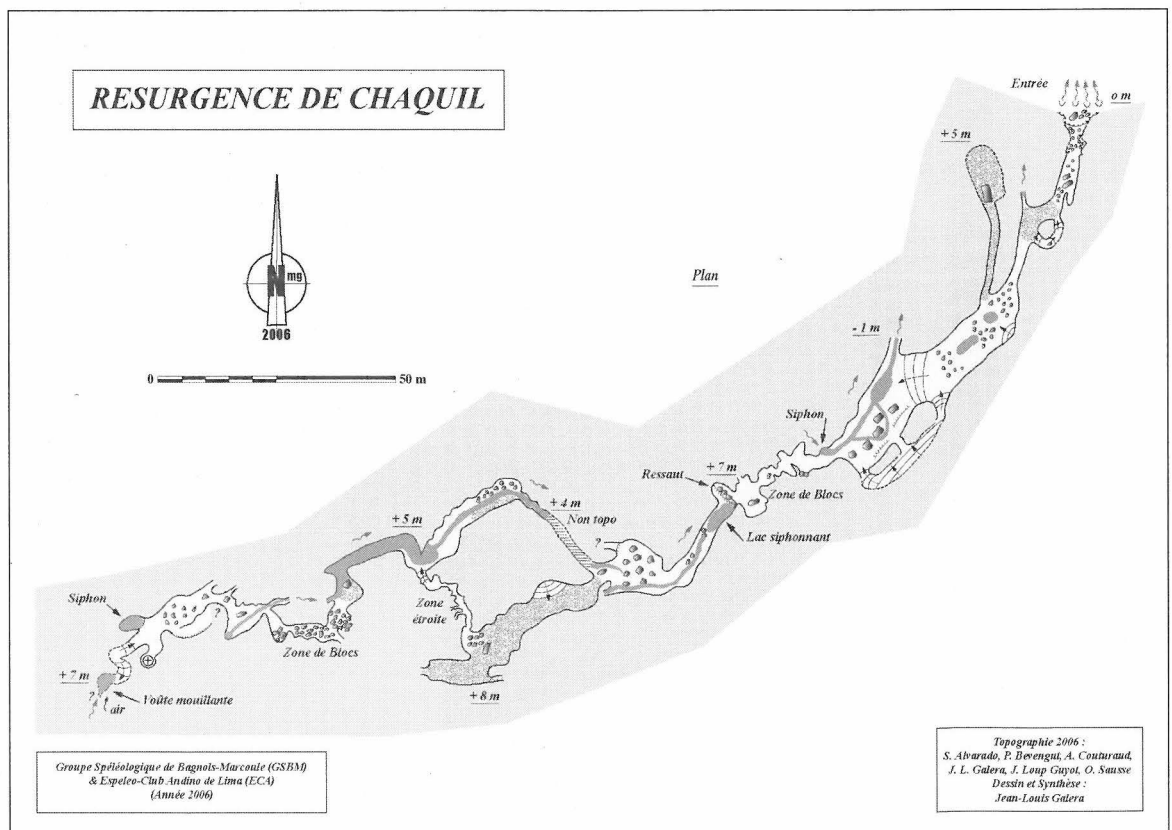 RESURGENCE DE CHAQUIL
Entrée
0 m
+ 5 m
N mg
2006
Plan
- 1 m
0 50 m
Siphon
+ 7 m
Ressaut
Zone de Blocs
+ 4 m
Non topo
+ 5 m
?
Lac siphonnant
Siphon
?
Zone
étroite
Zone de Blocs
+ 7 m
+ 8 m
?
Voûte mouillante
air
Groupe Spéléologique de Bagnols-Marcoule (GSBM)
& Espeleo-Club Andino de Lima (ECA)
(Année 2006)
Topographie 2006 :
S. Alvarado, P. Bevengut, A. Couturaud,
J. L. Galera, J. Loup Guyot, O. Sausse
Dessin et Synthèse :
Jean-Louis Galera